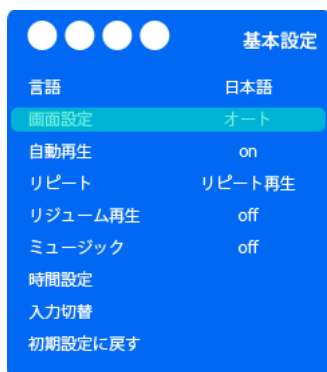 基本設定
言語 日本語
画面設定 オート
自動再生 on
リピート リピート再生
リジューム再生 off
ミュージック off
時間設定
入力切替
初期設定に戻す